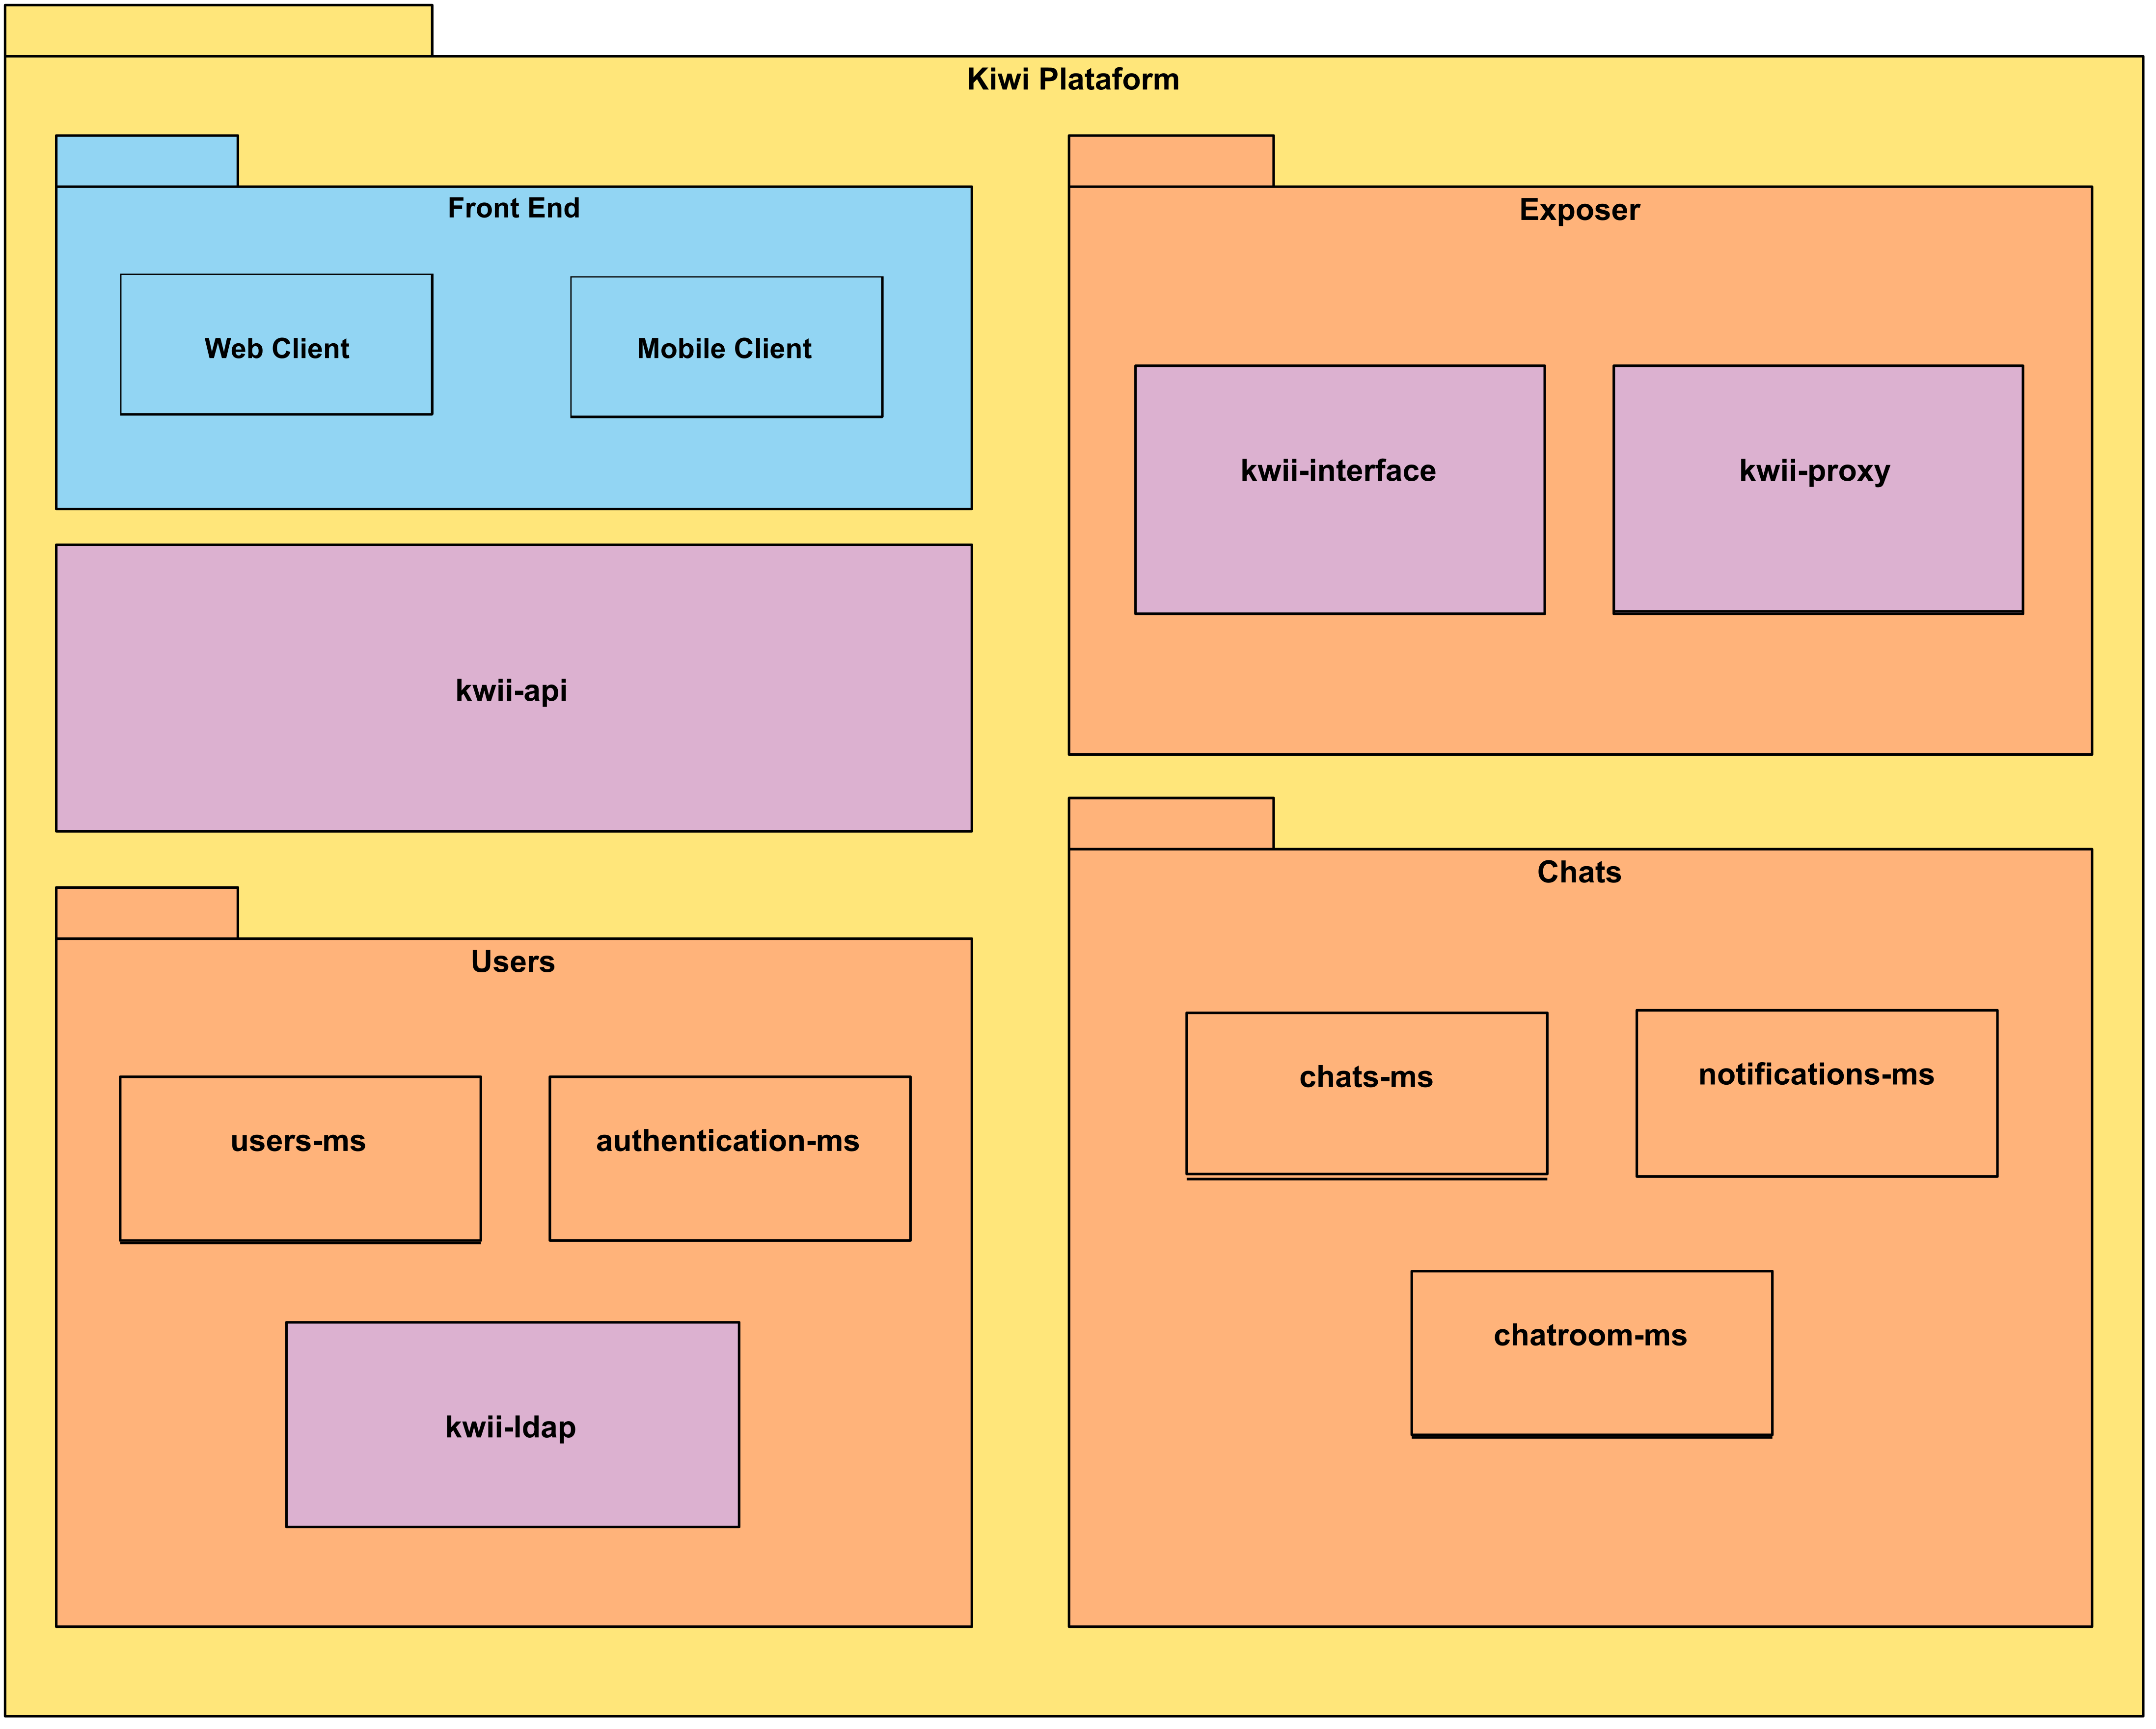 Kiwi Plataform
Front End
Web Client
Mobile Client
kwii-api
Users
users-ms
authentication-ms
kwii-ldap
Exposer
kwii-interface
kwii-proxy
Chats
chats-ms
notifications-ms
chatroom-ms